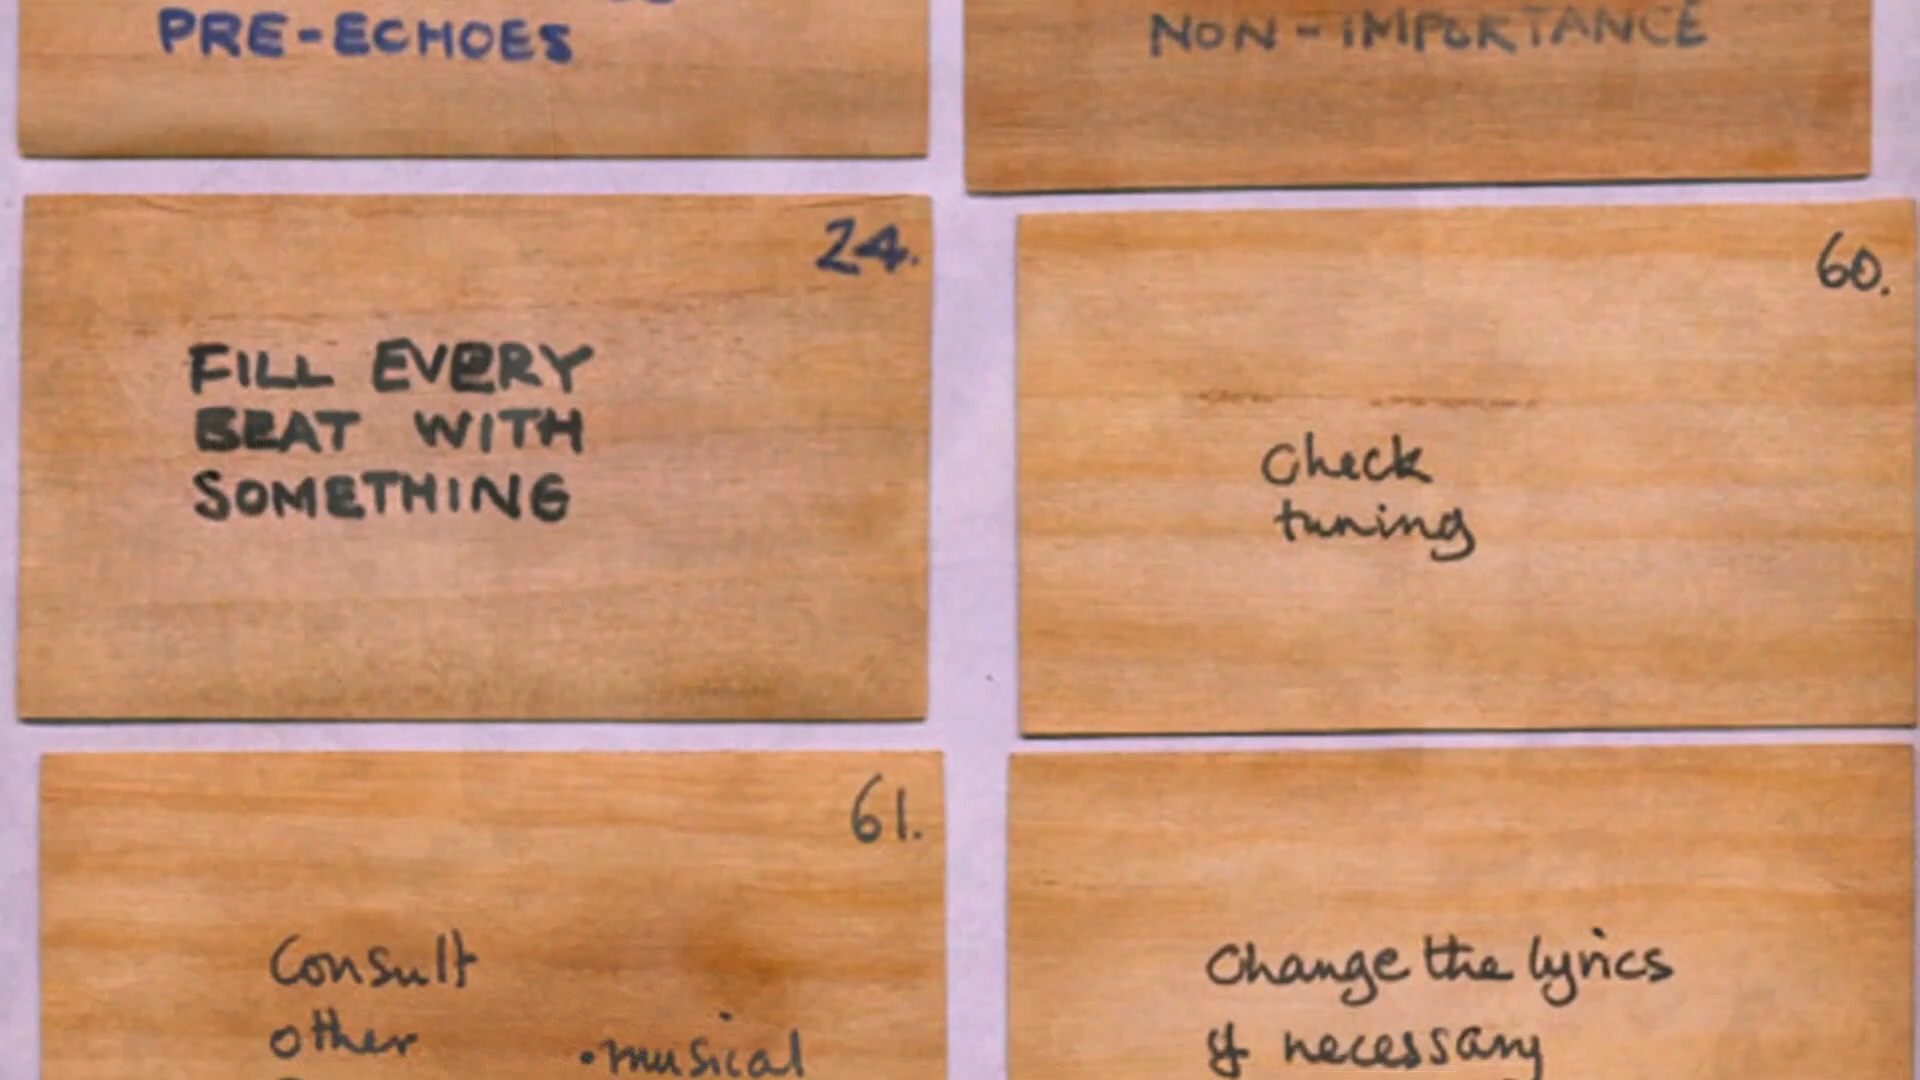 PRE-ECHOES
NON-IMPORTANCE
24.
FILL EVERY
BEAT WITH
SOMETHING
60.
Check
tuning
61.
Consult
other
•musical
Change the lyrics
if necessary